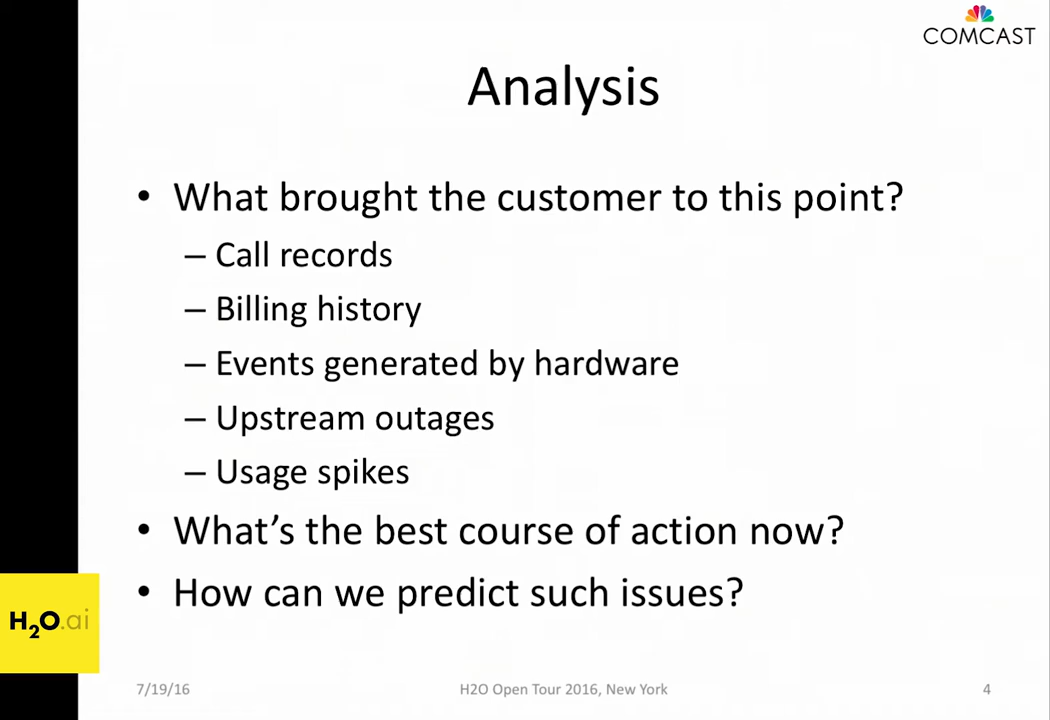 COMCAST
Analysis
• What brought the customer to this point?
– Call records
– Billing history
– Events generated by hardware
– Upstream outages
– Usage spikes
• What’s the best course of action now?
• How can we predict such issues?
H2O.ai
7/19/16
H2O Open Tour 2016, New York
4